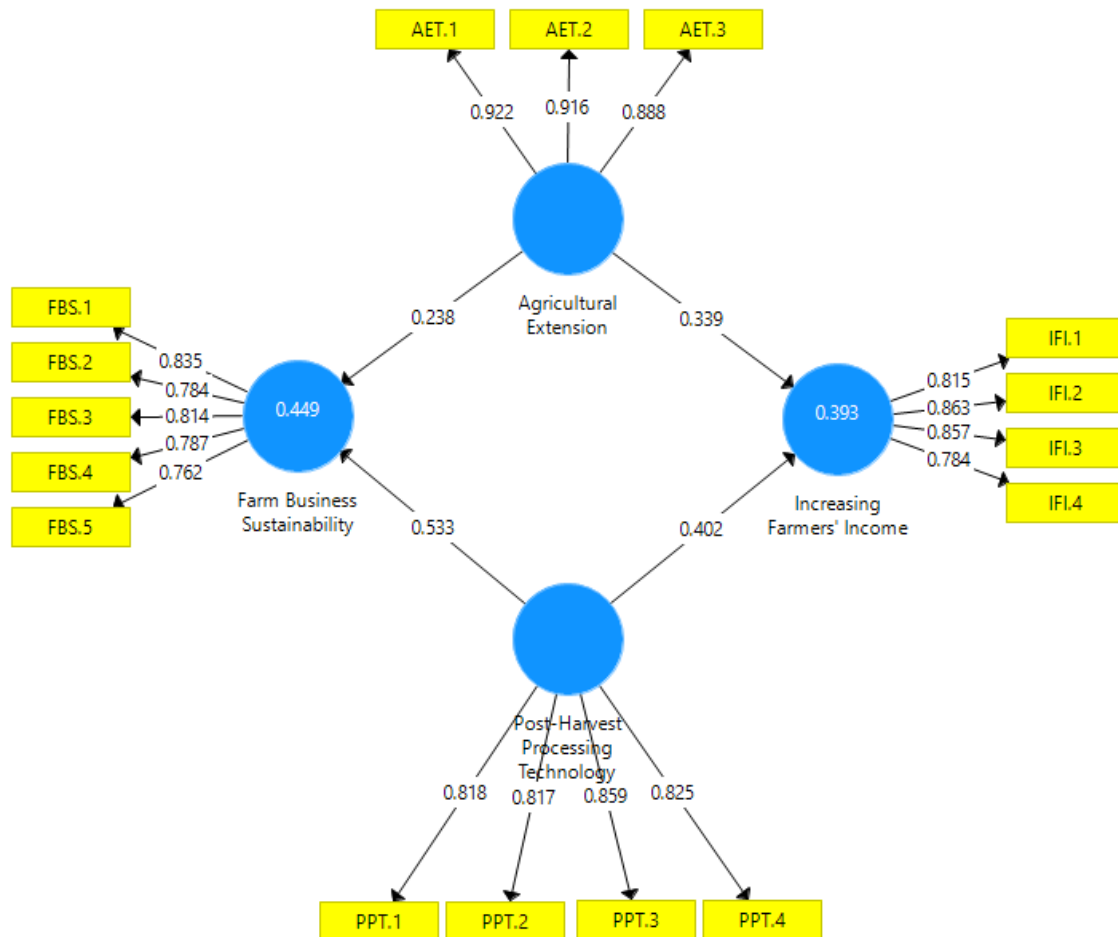 AET.1
AET.2
AET.3
0.922
0.916
0.888
Agricultural
Extension
0.238
0.339
FBS.1
FBS.2
FBS.3
FBS.4
FBS.5
0.835
0.784
0.814
0.787
0.762
0.449
Farm Business
Sustainability
0.393
Increasing
Farmers' Income
0.815
0.863
0.857
0.784
IFI.1
IFI.2
IFI.3
IFI.4
0.533
0.402
Post-Harvest
Processing
Technology
0.818
0.817
0.859
0.825
PPT.1
PPT.2
PPT.3
PPT.4